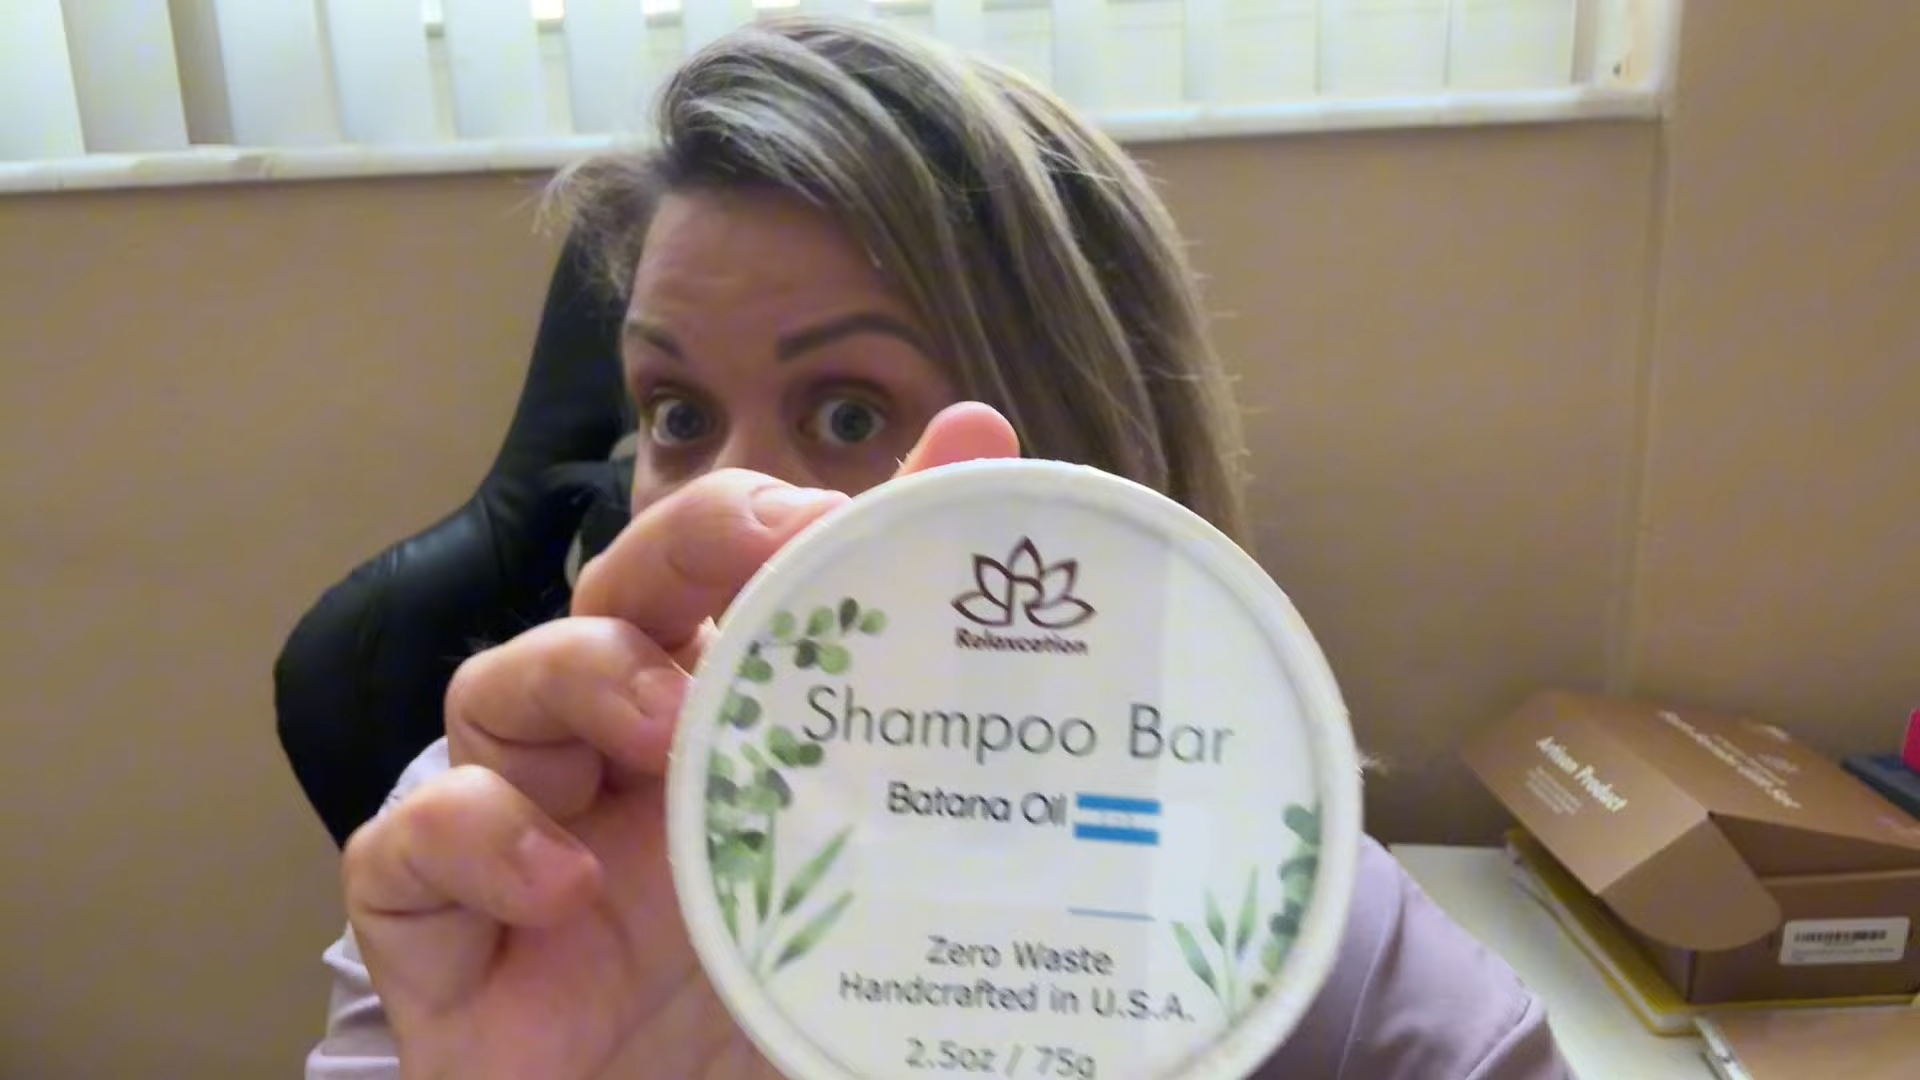 Relaxcation
Shampoo Bar
Batana Oil
Zero Waste
Handcrafted in U.S.A.
2.5oz / 75g
Artisan Product